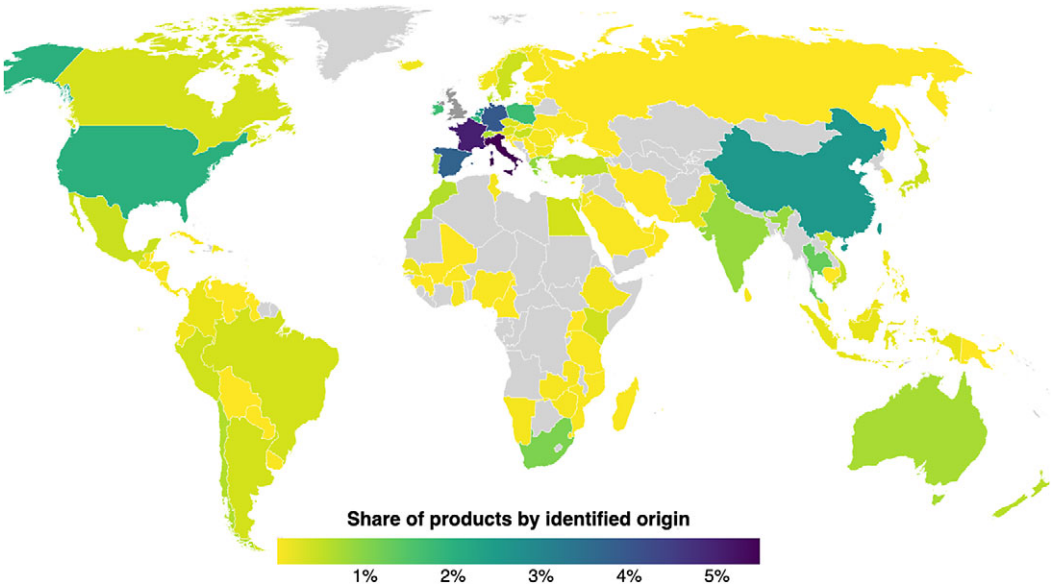 Share of products by identified origin
1% 2% 3% 4% 5%